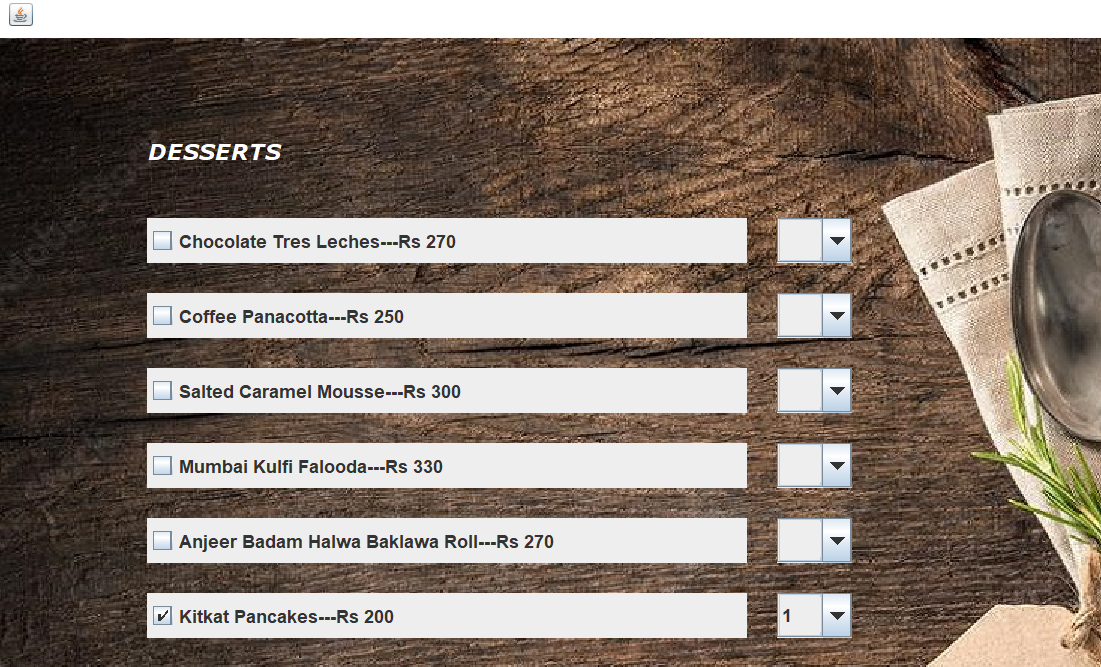 DESSERTS
Chocolate Tres Leches---Rs 270
Coffee Panacotta---Rs 250
Salted Caramel Mousse---Rs 300
Mumbai Kulfi Falooda---Rs 330
Anjeer Badam Halwa Baklawa Roll---Rs 270
Kitkat Pancakes---Rs 200 1